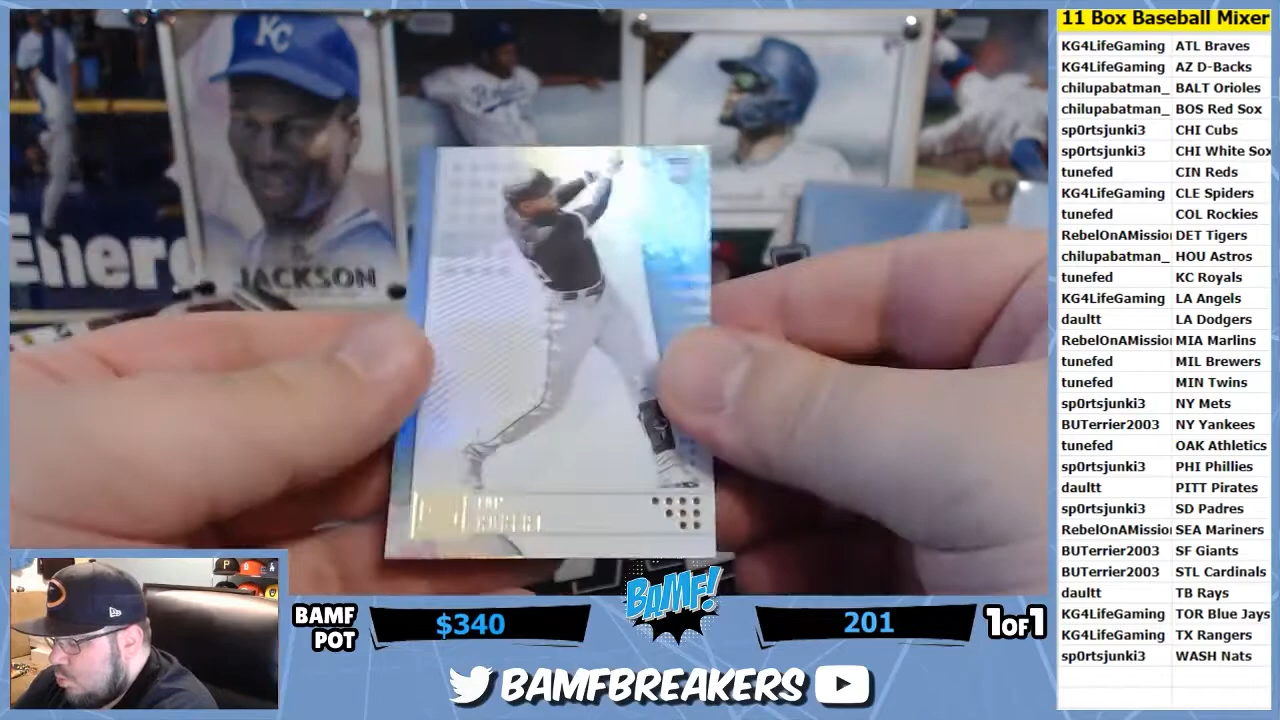 11 Box Baseball Mixer
KG4LifeGaming ATL Braves
KG4LifeGaming AZ D-Backs
chilupabatman_ BALT Orioles
chilupabatman_ BOS Red Sox
sp0rtsjunki3 CHI Cubs
sp0rtsjunki3 CHI White Sox
tunefed CIN Reds
KG4LifeGaming CLE Spiders
tunefed COL Rockies
RebelOnAMission DET Tigers
chilupabatman_ HOU Astros
tunefed KC Royals
KG4LifeGaming LA Angels
daultt LA Dodgers
RebelOnAMission MIA Marlins
tunefed MIL Brewers
tunefed MIN Twins
sp0rtsjunki3 NY Mets
BUTerrier2003 NY Yankees
tunefed OAK Athletics
sp0rtsjunki3 PHI Phillies
daultt PITT Pirates
sp0rtsjunki3 SD Padres
RebelOnAMission SEA Mariners
BUTerrier2003 SF Giants
BUTerrier2003 STL Cardinals
daultt TB Rays
KG4LifeGaming TOR Blue Jays
KG4LifeGaming TX Rangers
sp0rtsjunki3 WASH Nats
KC
Energ
JACKSON
BAMF
POT
$340
BAMF!
201
1OF1
BAMFBREAKERS